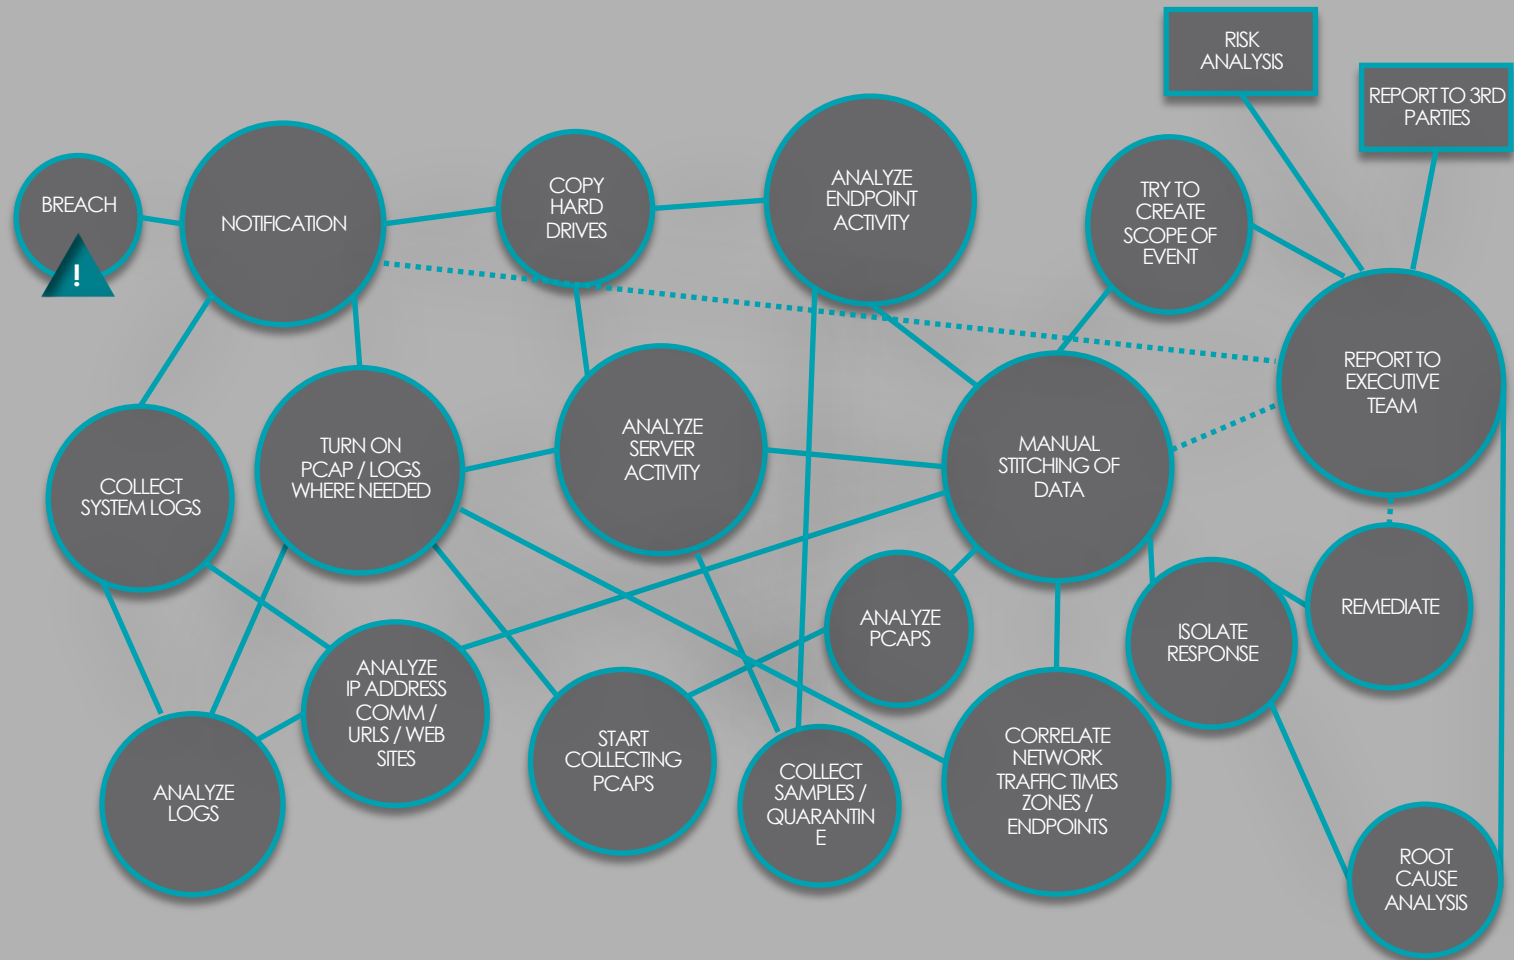 RISK
ANALYSIS
REPORT TO 3RD
PARTIES
BREACH
!
NOTIFICATION
COPY
HARD
DRIVES
ANALYZE
ENDPOINT
ACTIVITY
TRY TO
CREATE
SCOPE OF
EVENT
REPORT TO
EXECUTIVE
TEAM
COLLECT
SYSTEM LOGS
TURN ON
PCAP / LOGS
WHERE NEEDED
ANALYZE
SERVER
ACTIVITY
MANUAL
STITCHING OF
DATA
ANALYZE
PCAPS
ISOLATE
RESPONSE
REMEDIATE
ANALYZE
LOGS
ANALYZE
IP ADDRESS
COMM /
URLS / WEB
SITES
START
COLLECTING
PCAPS
COLLECT
SAMPLES /
QUARANTIN
E
CORRELATE
NETWORK
TRAFFIC TIMES
ZONES /
ENDPOINTS
ROOT
CAUSE
ANALYSIS